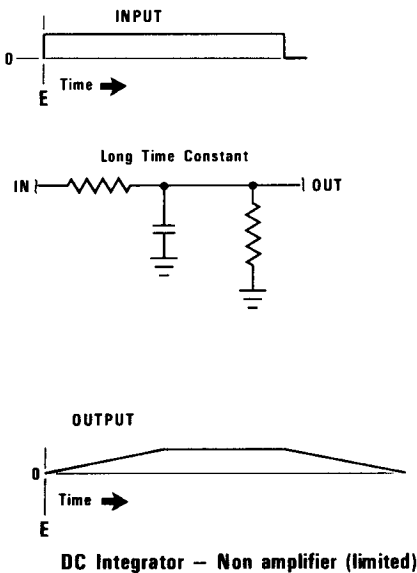 INPUT
0
Time
E
Long Time Constant
IN
OUT
OUTPUT
0
Time
E
DC Integrator – Non amplifier (limited)